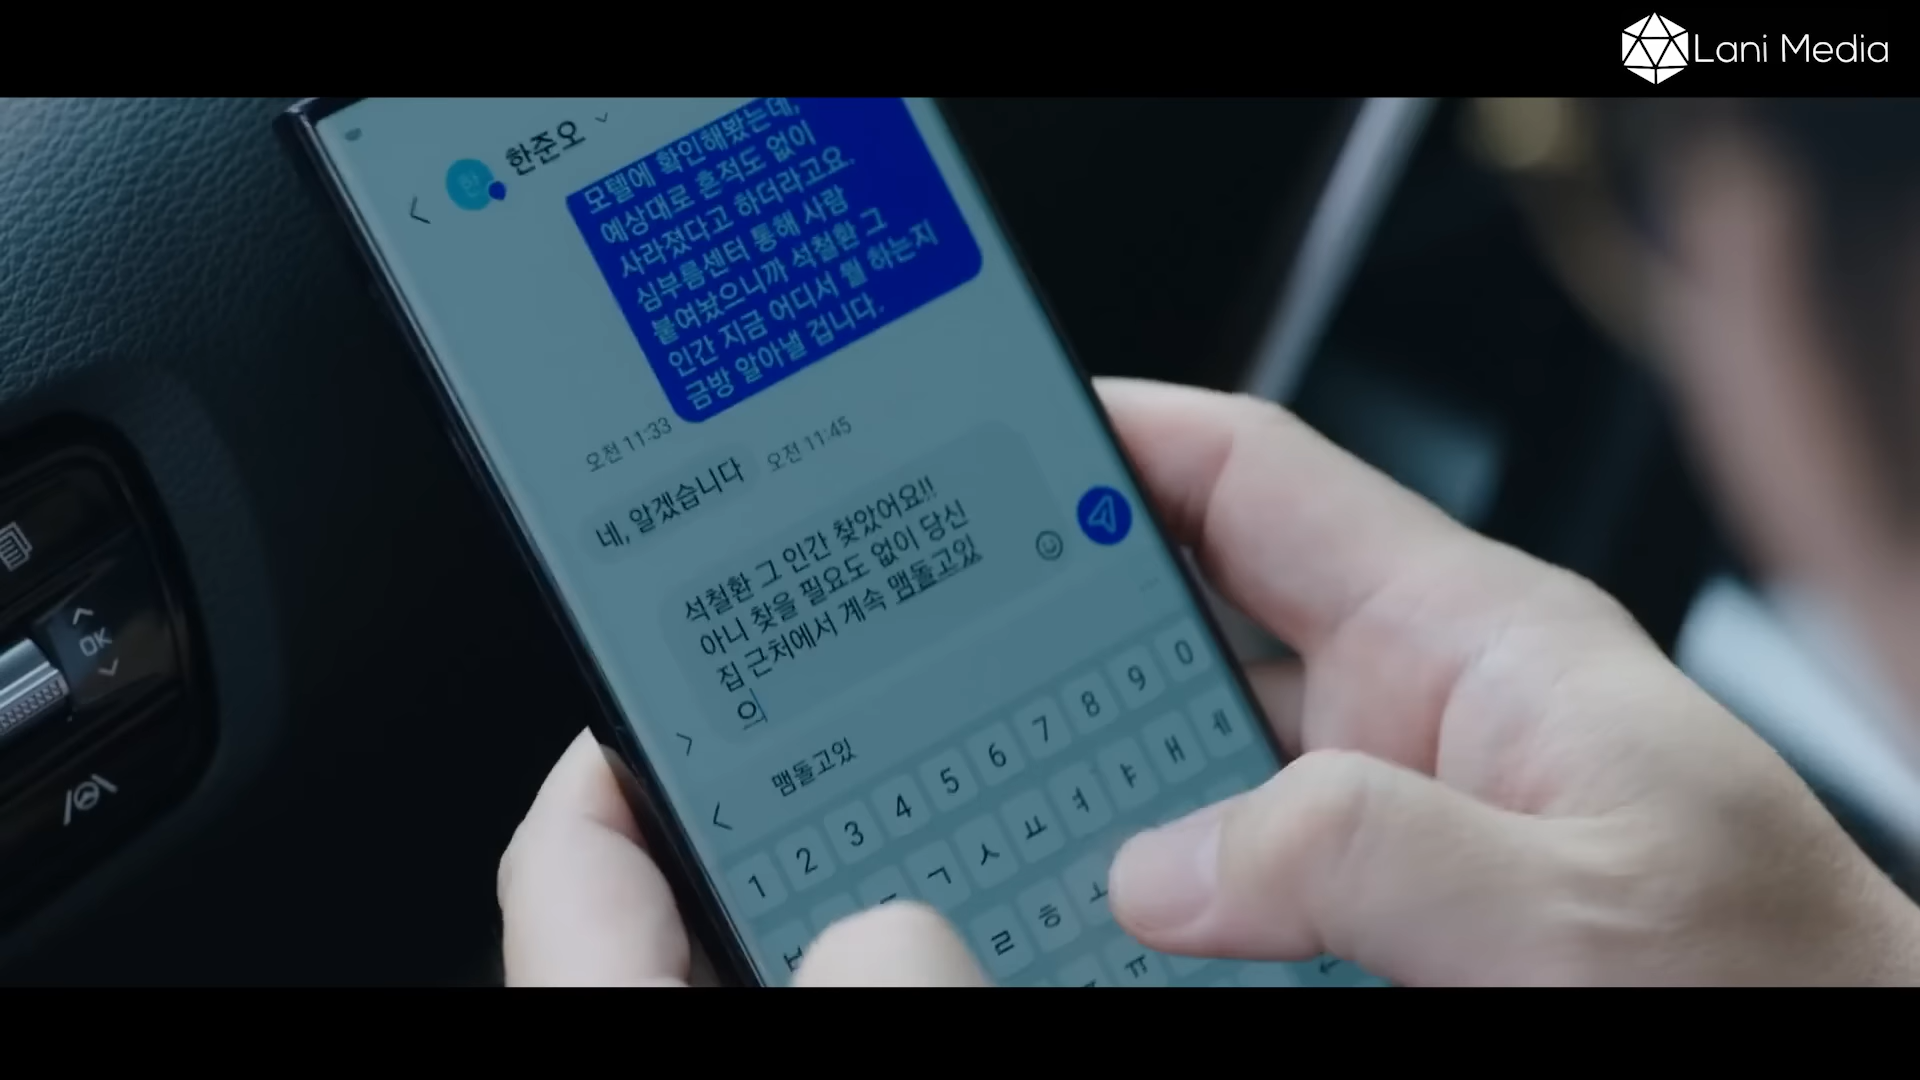 Lani Media
한준오
모텔에 확인해봤는데,
예상대로 흔적도 없이
사라졌다고 하더라고요.
심부름센터 통해 사람
붙여놨으니까 석철환 그
인간 지금 어디서 뭘 하는지
금방 알아낼 겁니다.
오전 11:33
네, 알겠습니다
오전 11:45
석철환 그 인간 찾았어요!!
아니 찾을 필요도 없이 당신
집 근처에서 계속 맴돌고있
어
맴돌고있
1 2 3 4 5 6 7 8 9 0
ㄱ ㅅ ㅛ ㅕ ㅑ ㅐ ㅔ
ㄹ ㅎ ㅗ
ㅠ
OK